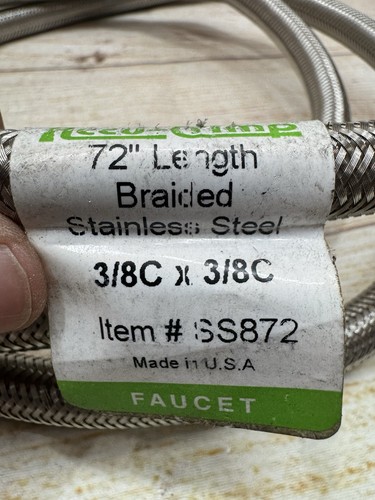 72" Length
Braided
Stainless Steel
3/8C x 3/8C
Item # SS872
Made in U.S.A
FAUCET